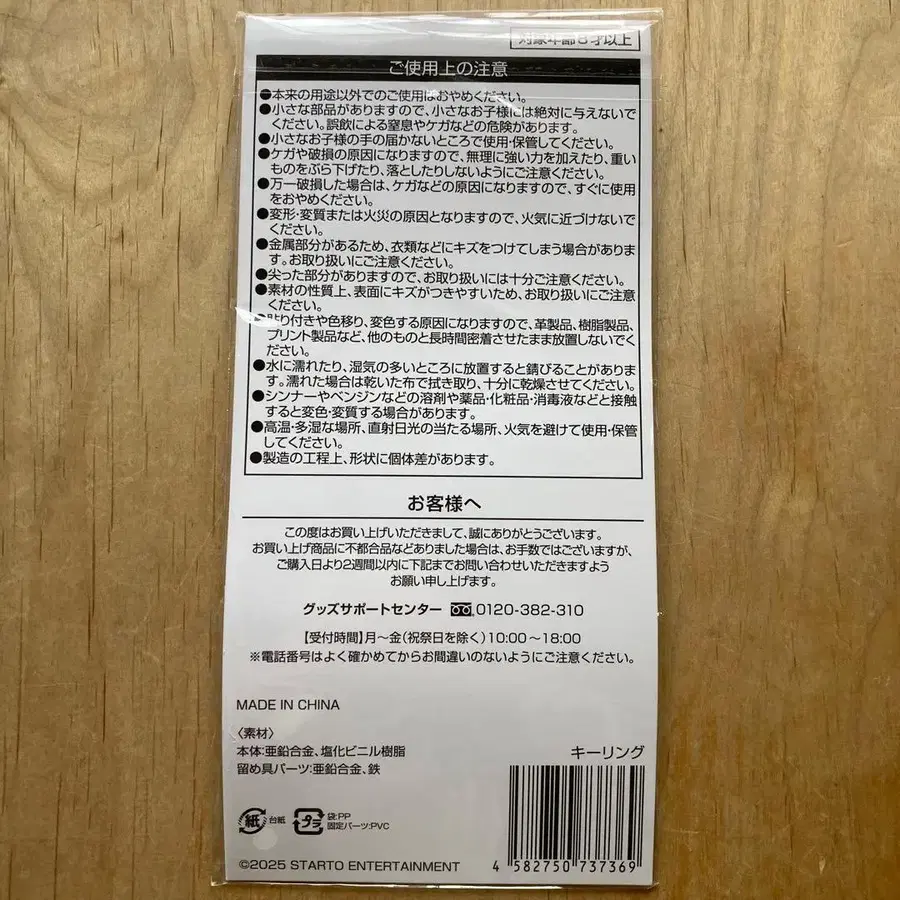 対象年齢8才以上
ご使用上の注意
●本来の用途以外でのご使用はおやめください。
●小さな部品がありますので、小さなお子様には絶対に与えないで
ください。誤飲による窒息やケガなどの危険があります。
●小さなお子様の手の届かないところで使用・保管してください。
●ケガや破損の原因になりますので、無理に強い力を加えたり、重い
ものをぶら下げたり、落としたりしないようにご注意ください。
●万一破損した場合は、ケガなどの原因になりますので、すぐに使用
をおやめください。
●変形・変質または火災の原因となりますので、火気に近づけないで
ください。
●金属部分があるため、衣類などにキズをつけてしまう場合がありま
す。お取り扱いにご注意ください。
●尖った部分がありますので、お取り扱いには十分ご注意ください。
●素材の性質上、表面にキズがつきやすいため、お取り扱いにご注意
ください。
●貼り付きや色移り、変色する原因になりますので、革製品、樹脂製品、
プリント製品など、他のものと長時間密着させたまま放置しないでく
ださい。
●水に濡れたり、湿気の多いところに放置すると錆びることがありま
す。濡れた場合は乾いた布で拭き取り、十分に乾燥させてください。
●シンナーやベンジンなどの溶剤や薬品・化粧品・消毒液などと接触
すると変色・変質する場合があります。
●高温・多湿な場所、直射日光の当たる場所、火気を避けて使用・保管
してください。
●製造の工程上、形状に個体差があります。
お客様へ
この度はお買い上げいただきまして、誠にありがとうございます。
お買い上げ商品に不都合品などありました場合は、お手数ではございますが、
ご購入日より2週間以内に下記までお問い合わせいただきますよう
お願い申し上げます。
グッズサポートセンター 0120-382-310
【受付時間】月～金(祝祭日を除く)10:00～18:00
※電話番号はよく確かめてからお間違いのないようにご注意ください。
MADE IN CHINA
〈素材〉
本体:亜鉛合金、塩化ビニル樹脂
留め具パーツ:亜鉛合金、鉄
キーリング
紙 台紙
プラ 袋:PP
固定パーツ:PVC
©2025 STARTO ENTERTAINMENT
4 582750 737369